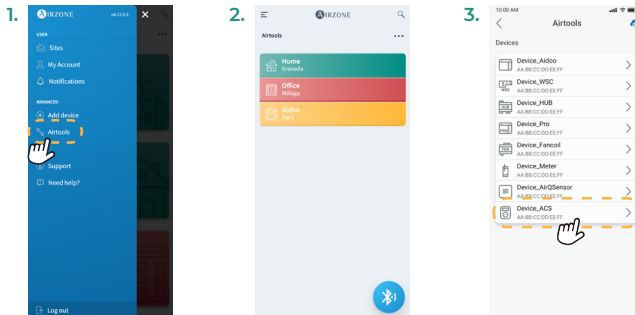 1.
AIRZONE
v4.13.0.5
X
USER
Sites
My Account
Notifications
ADVANCED
Add device
Airtools
Support
Need help?
Log out
2.
AIRZONE
Airtools
Home
Granada
Office
Málaga
Aidoo
París
3.
10:00 AM
Airtools
Devices
Device_Aidoo
AA:BB:CC:DD:EE:FF
Device_WSC
AA:BB:CC:DD:EE:FF
Device_HUB
AA:BB:CC:DD:EE:FF
Device_Pro
AA:BB:CC:DD:EE:FF
Device_Fancoil
AA:BB:CC:DD:EE:FF
Device_Meter
AA:BB:CC:DD:EE:FF
Device_AirQSensor
AA:BB:CC:DD:EE:FF
Device_ACS
AA:BB:CC:DD:EE:FF